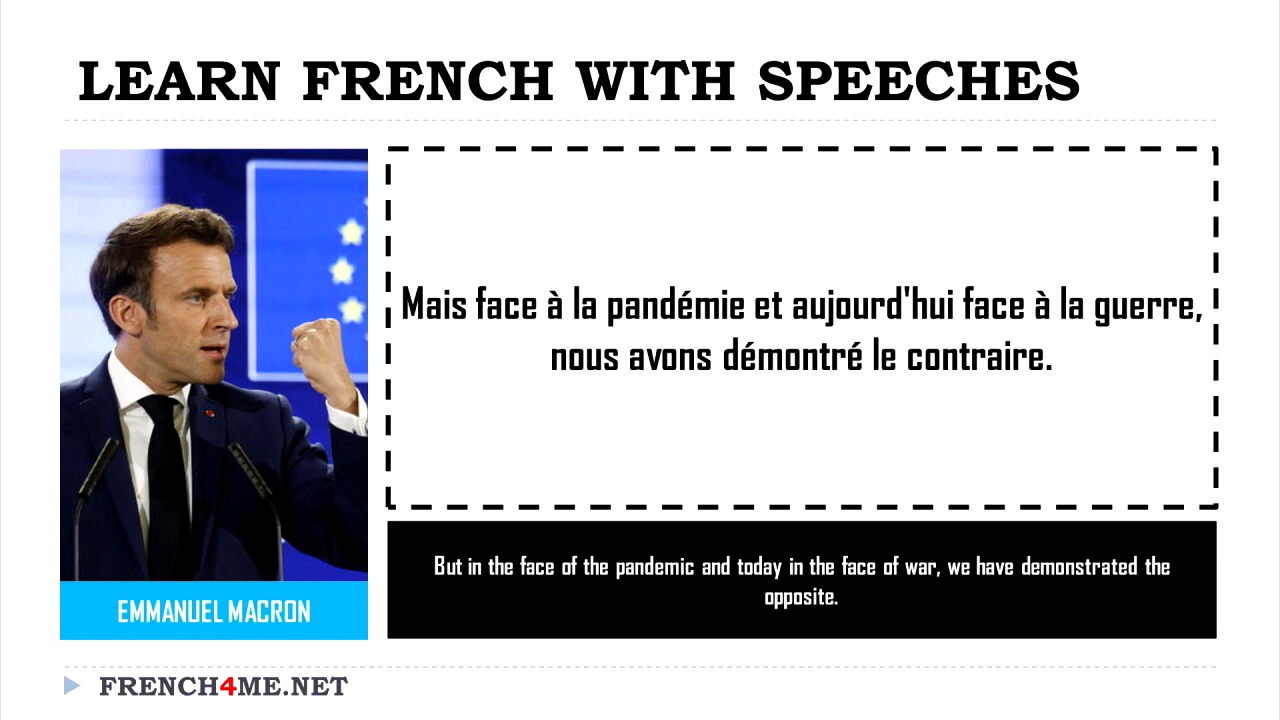 LEARN FRENCH WITH SPEECHES
Mais face à la pandémie et aujourd'hui face à la guerre,
nous avons démontré le contraire.
But in the face of the pandemic and today in the face of war, we have demonstrated the
opposite.
EMMANUEL MACRON
FRENCH4ME.NET